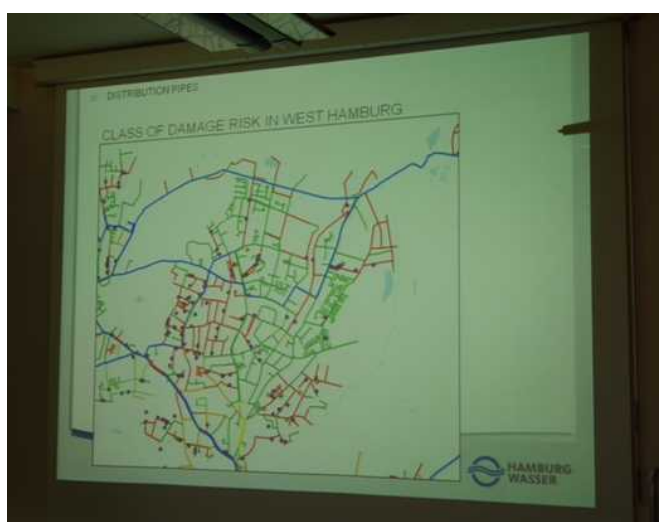 DISTRIBUTION PIPES
CLASS OF DAMAGE RISK IN WEST HAMBURG
HAMBURG
WASSER